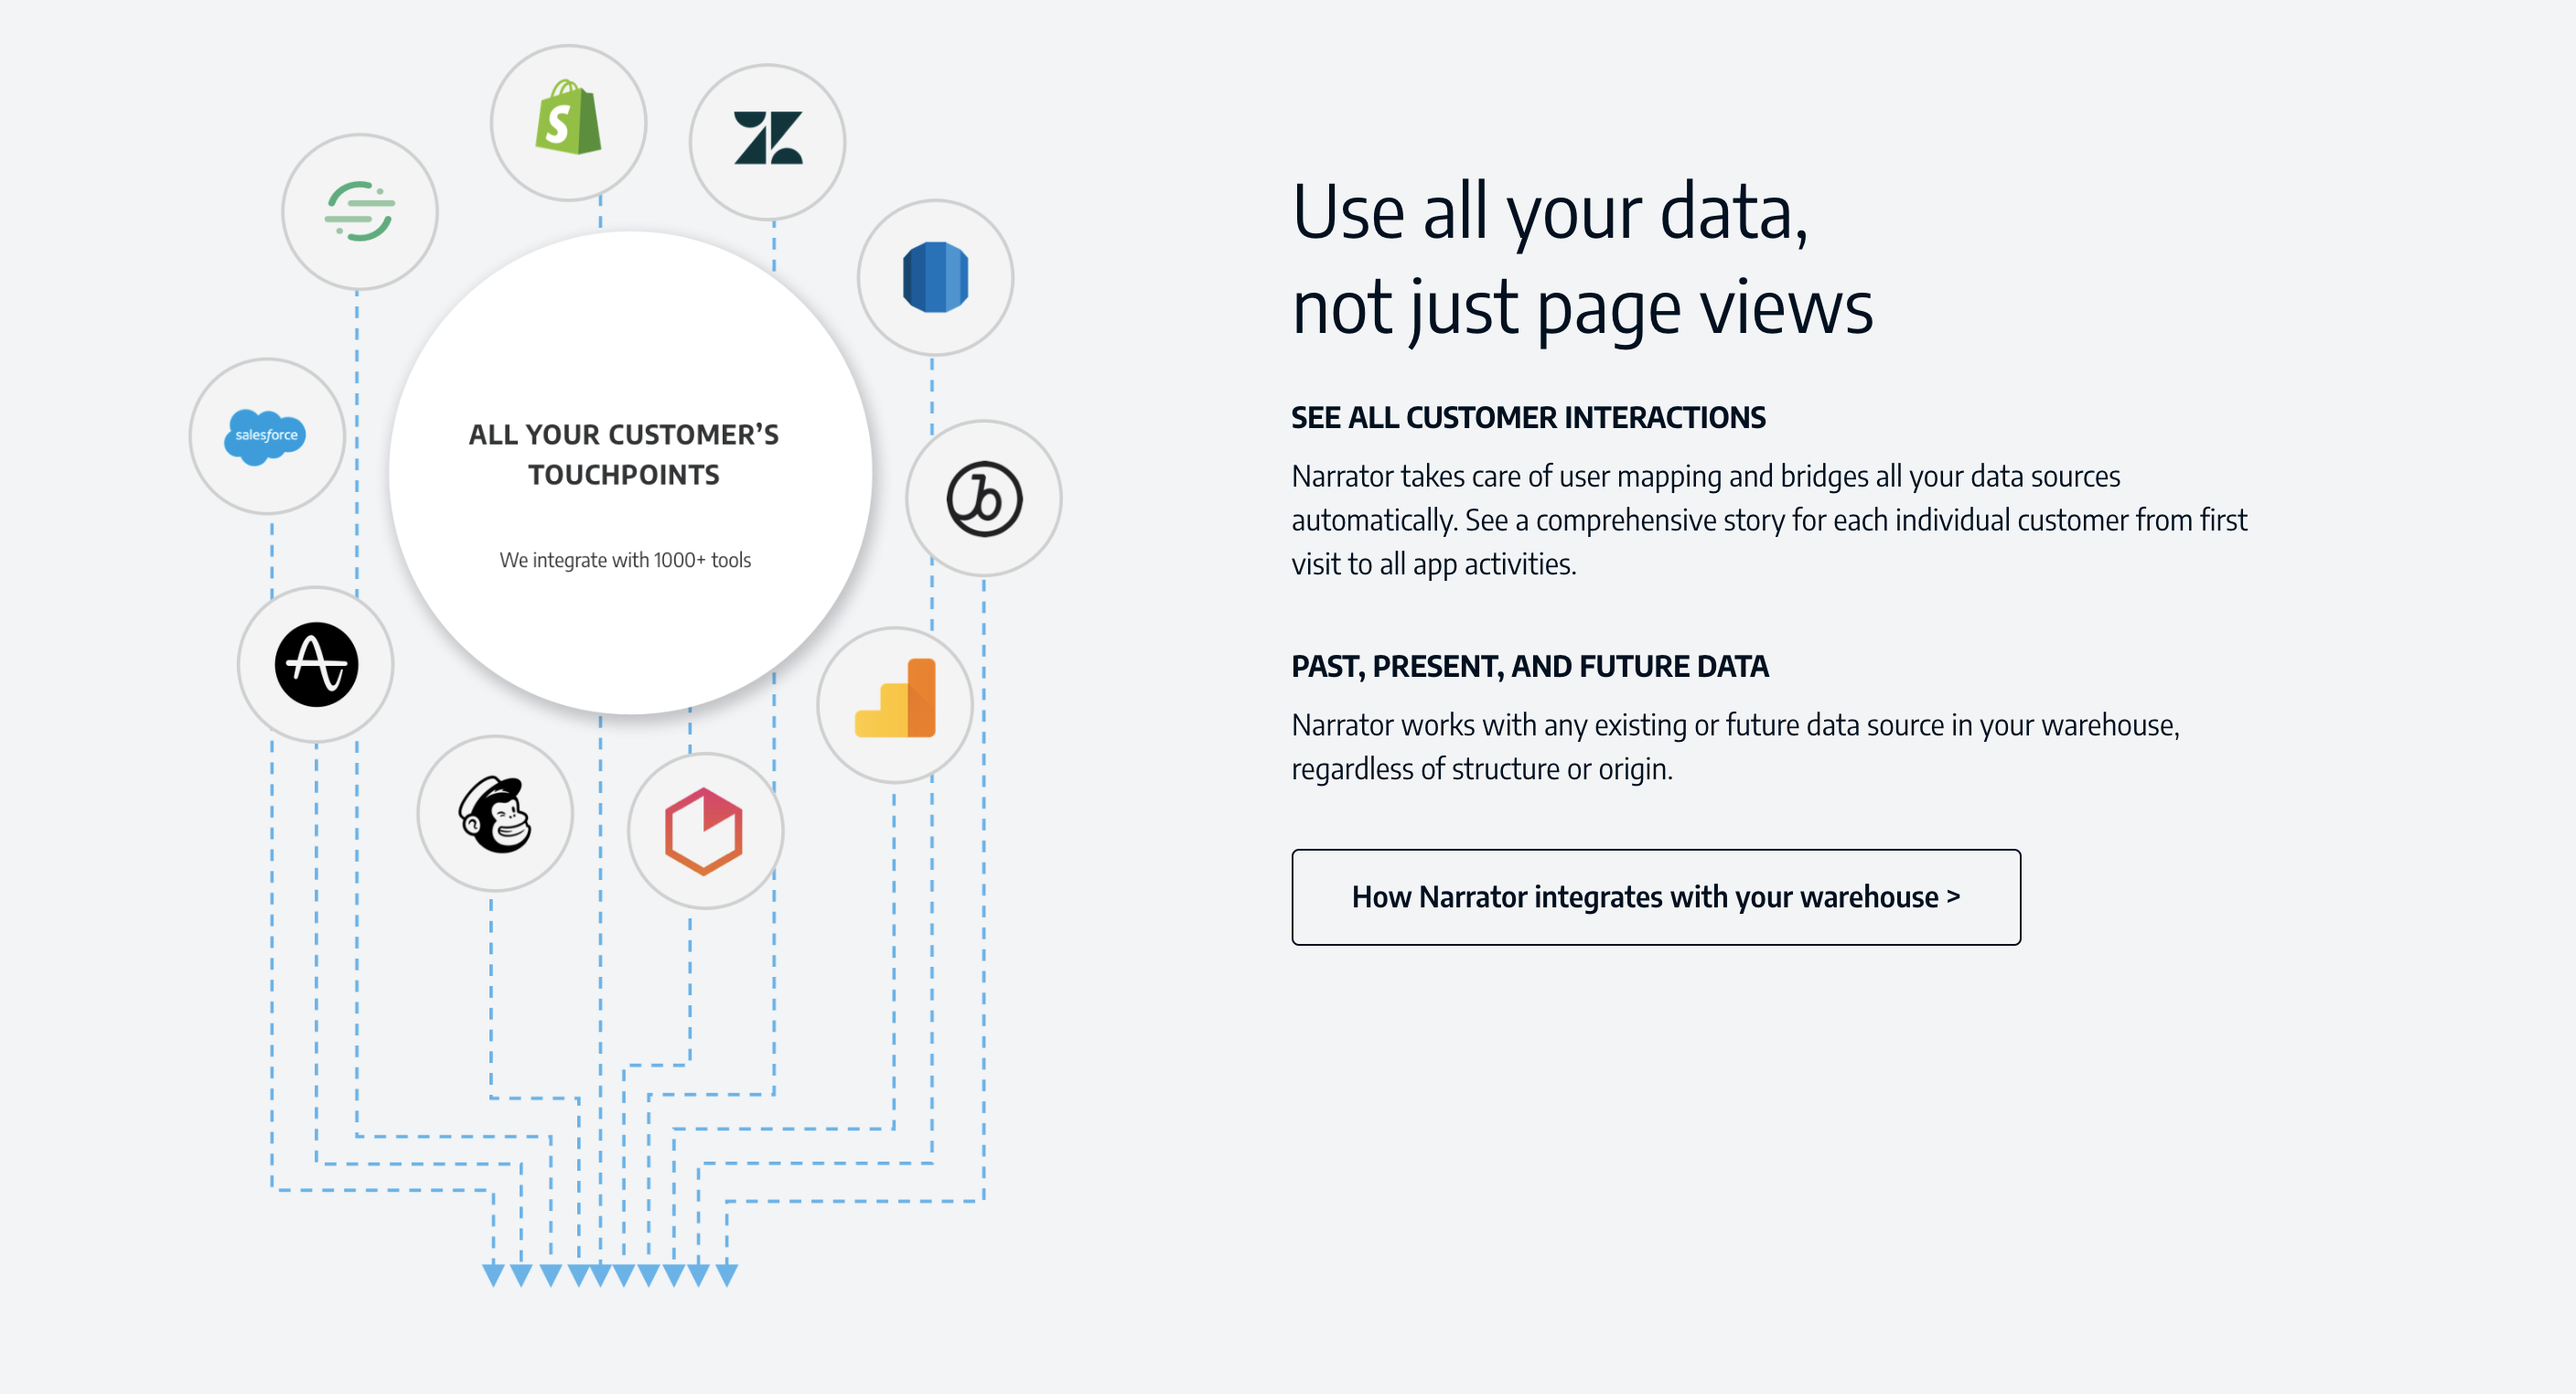 ALL YOUR CUSTOMER’S
TOUCHPOINTS
We integrate with 1000+ tools
salesforce
Use all your data,
not just page views
SEE ALL CUSTOMER INTERACTIONS
Narrator takes care of user mapping and bridges all your data sources
automatically. See a comprehensive story for each individual customer from first
visit to all app activities.
PAST, PRESENT, AND FUTURE DATA
Narrator works with any existing or future data source in your warehouse,
regardless of structure or origin.
How Narrator integrates with your warehouse >